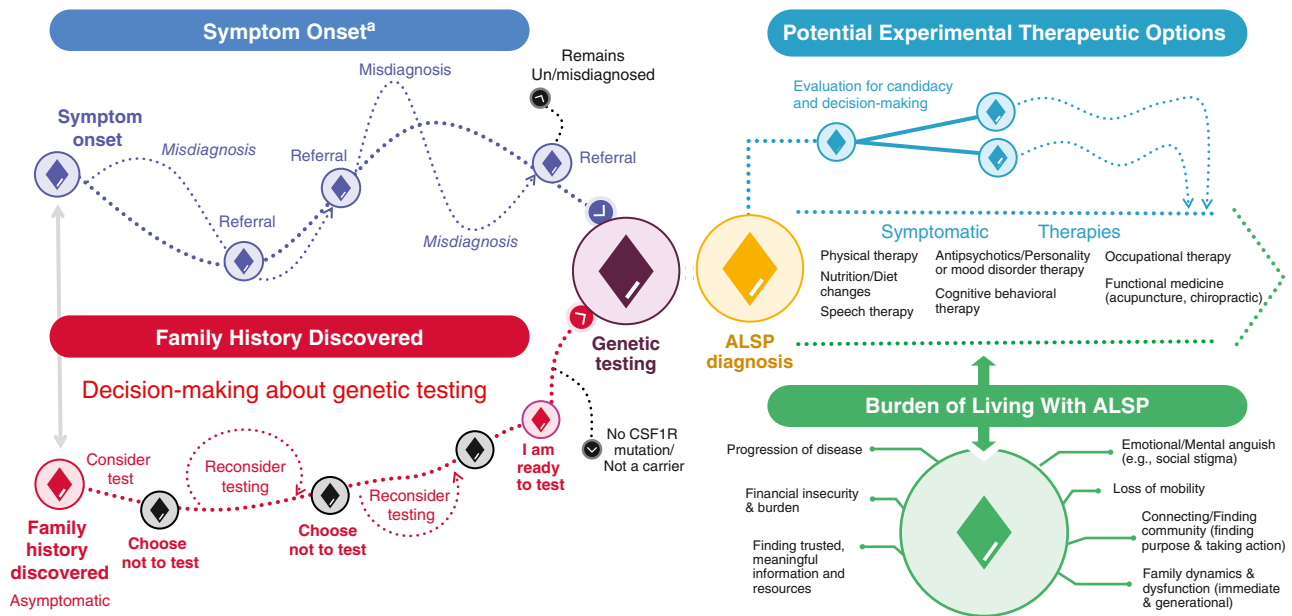 Symptom Onsetª
Misdiagnosis
Remains
Un/misdiagnosed
Symptom
onset
Misdiagnosis
Referral
Referral
Referral
Misdiagnosis
Family History Discovered
Decision-making about genetic testing
Consider
test
Reconsider
testing
Reconsider
testing
I am
ready
to test
No CSF1R
mutation/
Not a carrier
Family
history
discovered
Asymptomatic
Choose
not to test
Choose
not to test
Genetic
testing
ALSP
diagnosis
Potential Experimental Therapeutic Options
Evaluation for candidacy
and decision-making
Symptomatic Therapies
Physical therapy
Nutrition/Diet
changes
Speech therapy
Antipsychotics/Personality
or mood disorder therapy
Cognitive behavioral
therapy
Occupational therapy
Functional medicine
(acupuncture, chiropractic)
Burden of Living With ALSP
Progression of disease
Financial insecurity
& burden
Finding trusted,
meaningful
information and
resources
Emotional/Mental anguish
(e.g., social stigma)
Loss of mobility
Connecting/Finding
community (finding
purpose & taking action)
Family dynamics &
dysfunction (immediate
& generational)